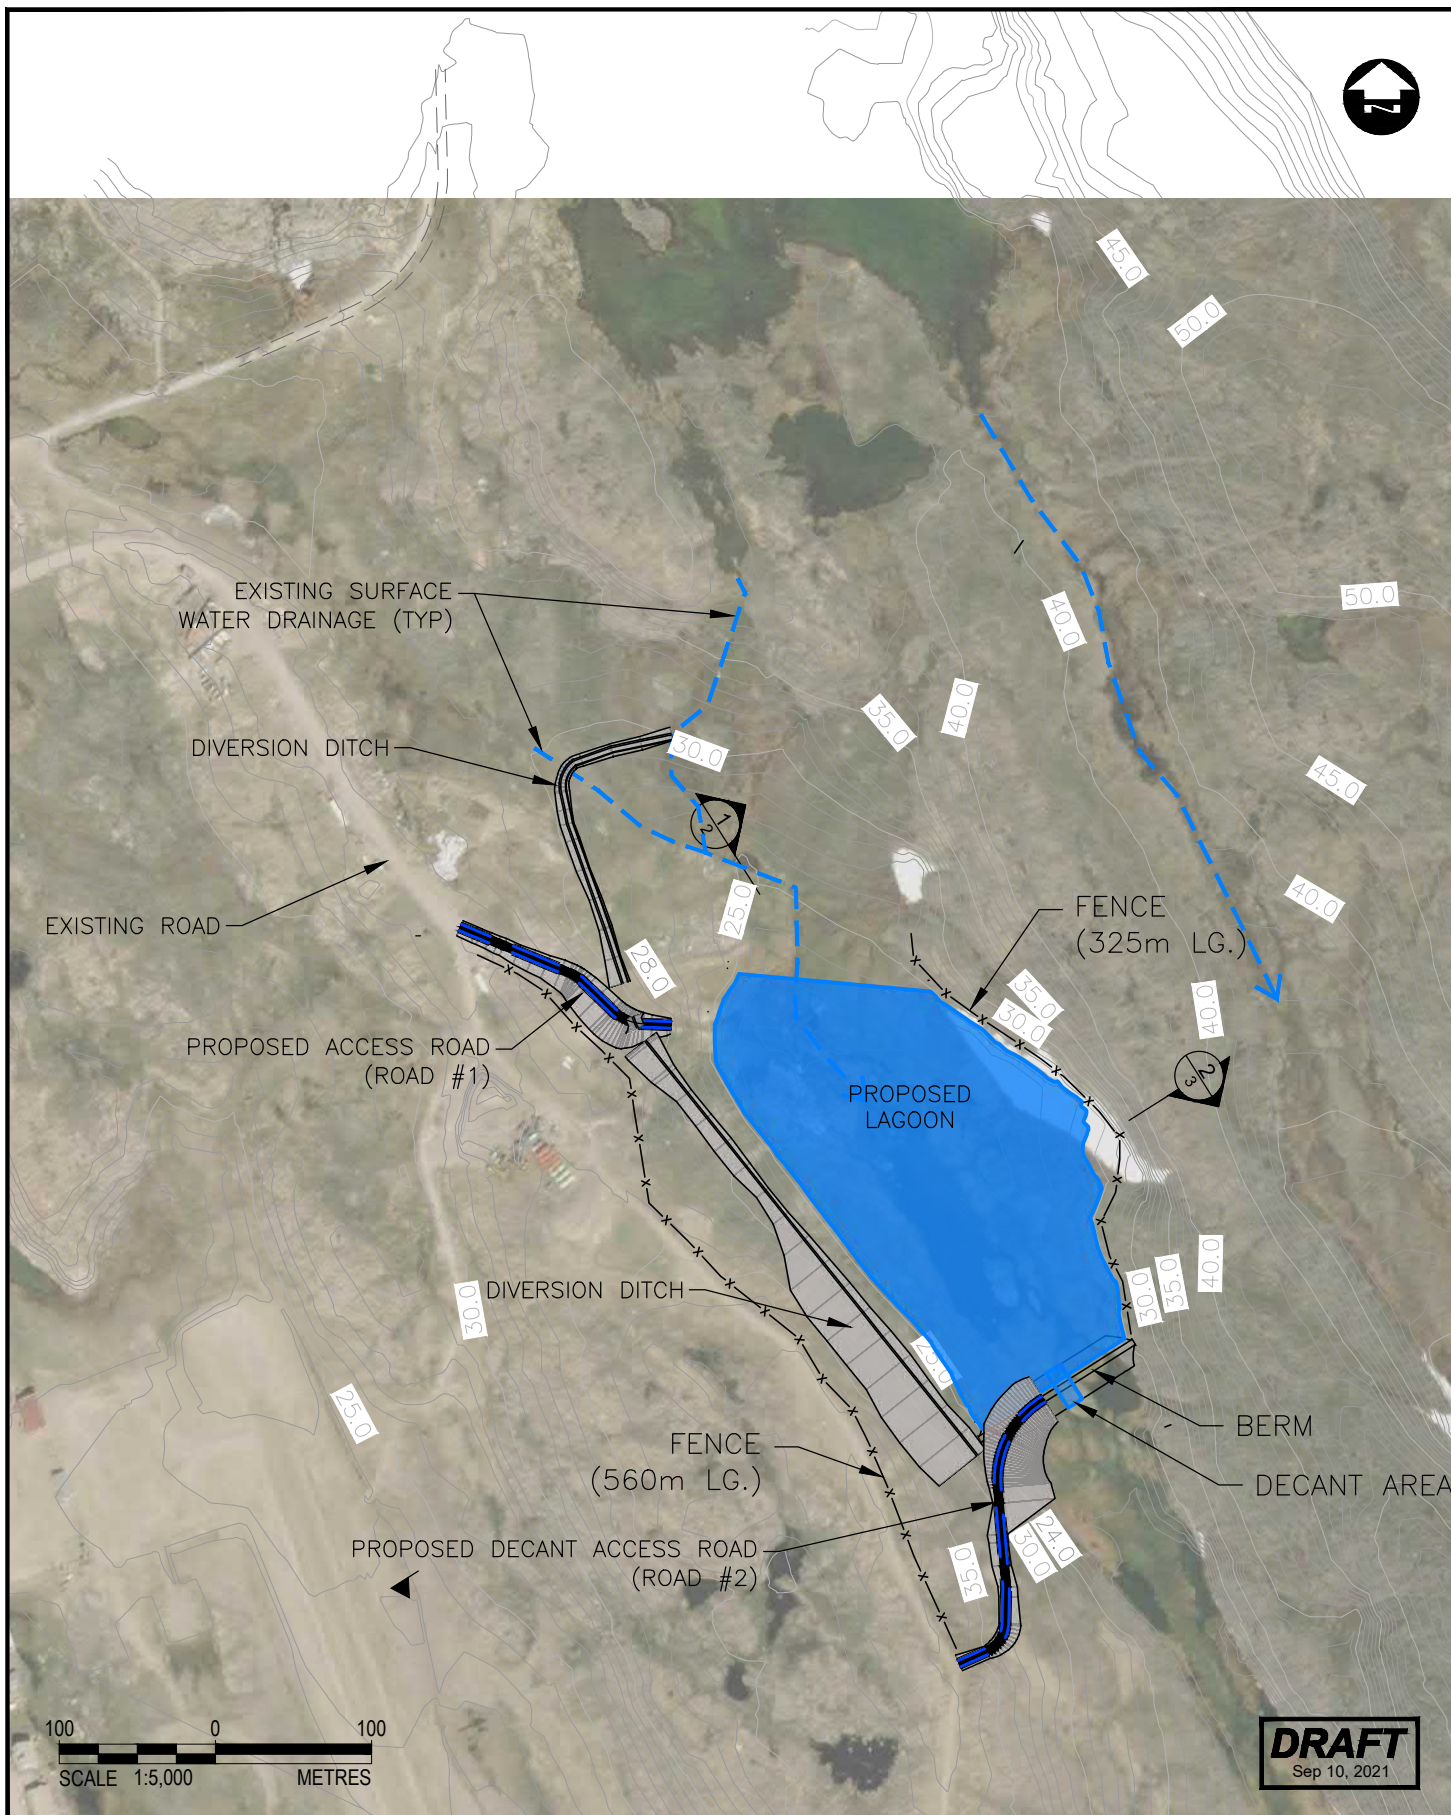 45.0
50.0
EXISTING SURFACE
WATER DRAINAGE (TYP)
50.0
40.0
35.0
40.0
DIVERSION DITCH
30.0
45.0
1
2
25.0
40.0
FENCE
(325m LG.)
EXISTING ROAD
28.0
35.0
30.0
40.0
PROPOSED ACCESS ROAD
(ROAD #1)
2
3
PROPOSED
LAGOON
DIVERSION DITCH
30.0
30.0
35.0
40.0
25.0
25.0
BERM
FENCE
(560m LG.)
DECANT AREA
PROPOSED DECANT ACCESS ROAD
(ROAD #2)
35.0
30.0
24.0
100 0 100
SCALE 1:5,000 METRES
DRAFT
Sep 10, 2021